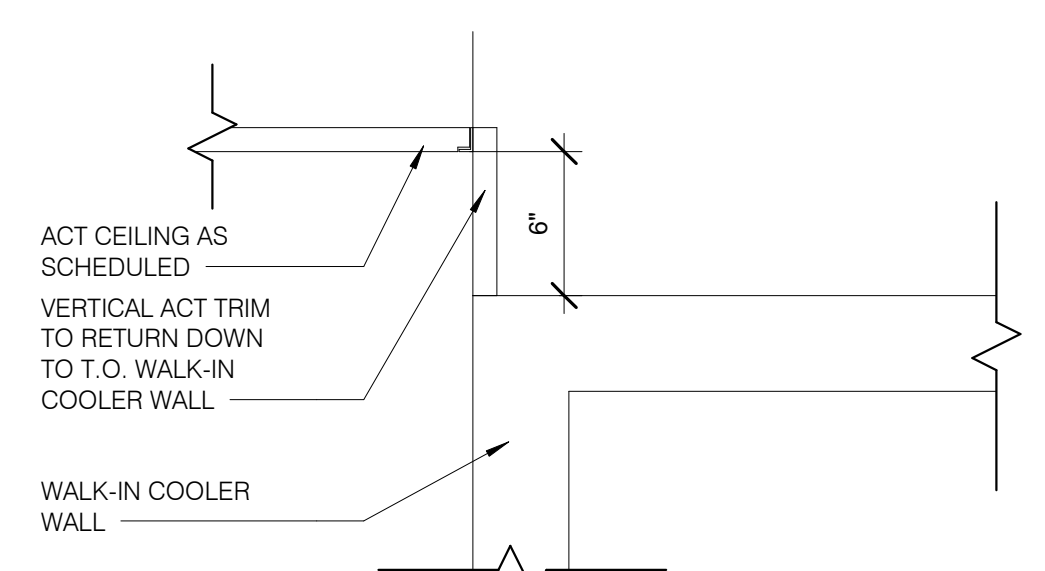 6"
ACT CEILING AS
SCHEDULED
VERTICAL ACT TRIM
TO RETURN DOWN
TO T.O. WALK-IN
COOLER WALL
WALK-IN COOLER
WALL